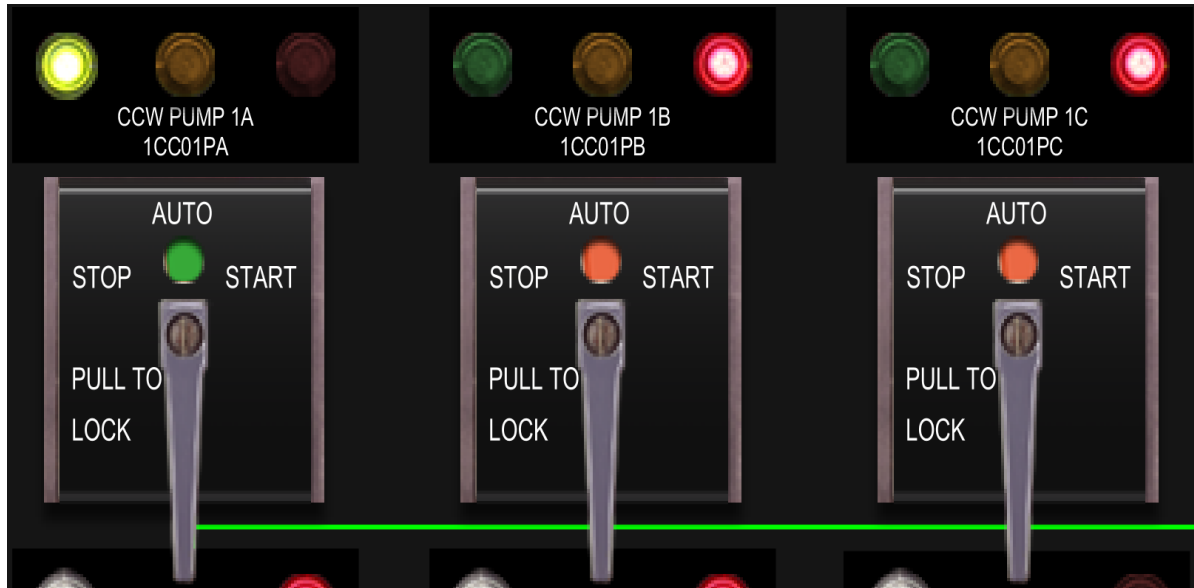 CCW PUMP 1A
1CC01PA
CCW PUMP 1B
1CC01PB
CCW PUMP 1C
1CC01PC
AUTO
STOP START
PULL TO
LOCK
AUTO
STOP START
PULL TO
LOCK
AUTO
STOP START
PULL TO
LOCK